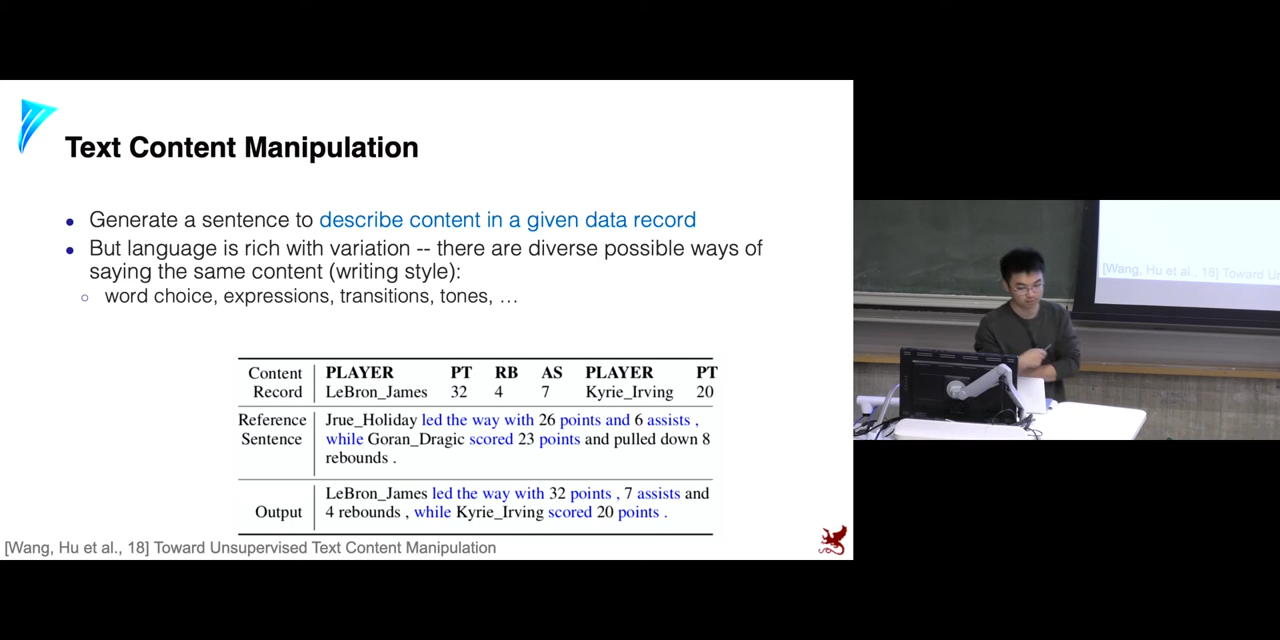 Text Content Manipulation
● Generate a sentence to describe content in a given data record
● But language is rich with variation -- there are diverse possible ways of
saying the same content (writing style):
○ word choice, expressions, transitions, tones, …
Content | PLAYER PT RB AS PLAYER PT
Record | LeBron_James 32 4 7 Kyrie_Irving 20
Reference | Jrue_Holiday led the way with 26 points and 6 assists ,
Sentence | while Goran_Dragic scored 23 points and pulled down 8
rebounds .
LeBron_James led the way with 32 points , 7 assists and
Output | 4 rebounds , while Kyrie_Irving scored 20 points .
[Wang, Hu et al., 18] Toward Unsupervised Text Content Manipulation
[Wang, Hu et al., 18] Toward Un